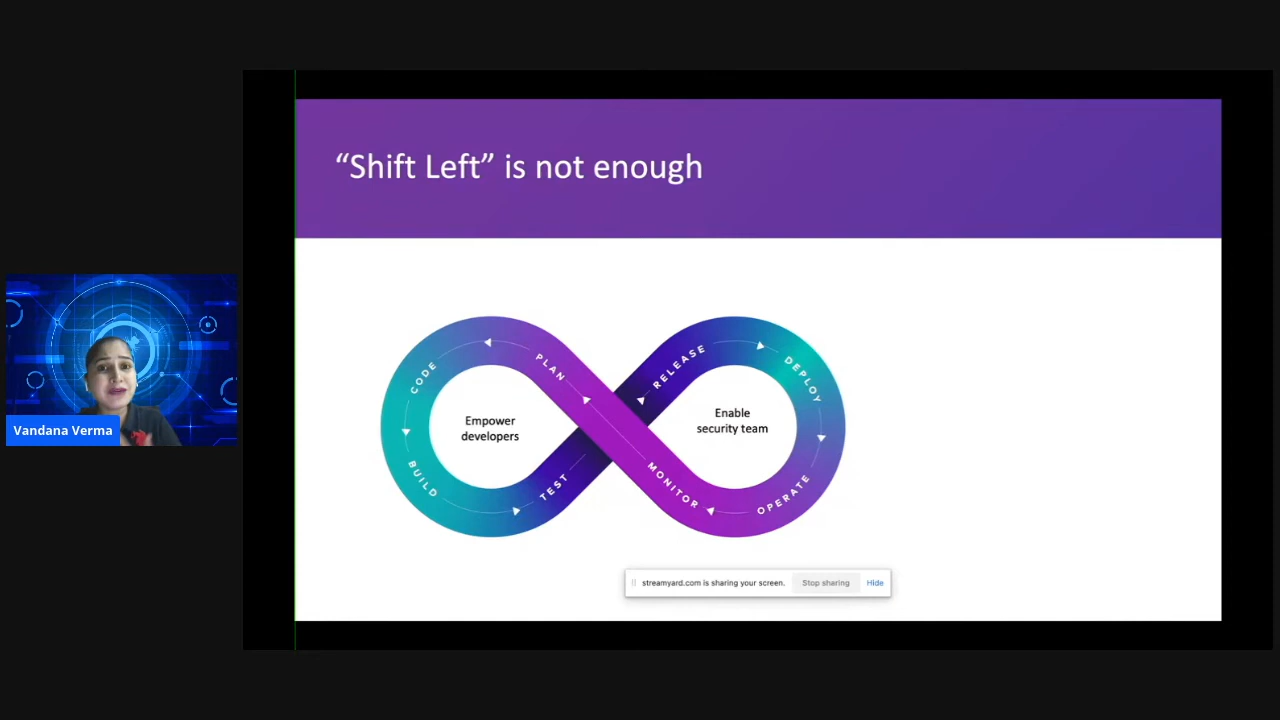 “Shift Left” is not enough
PLAN
CODE
BUILD
TEST
RELEASE
DEPLOY
OPERATE
MONITOR
Empower
developers
Enable
security team
Vandana Verma
streamyard.com is sharing your screen.
Stop sharing
Hide